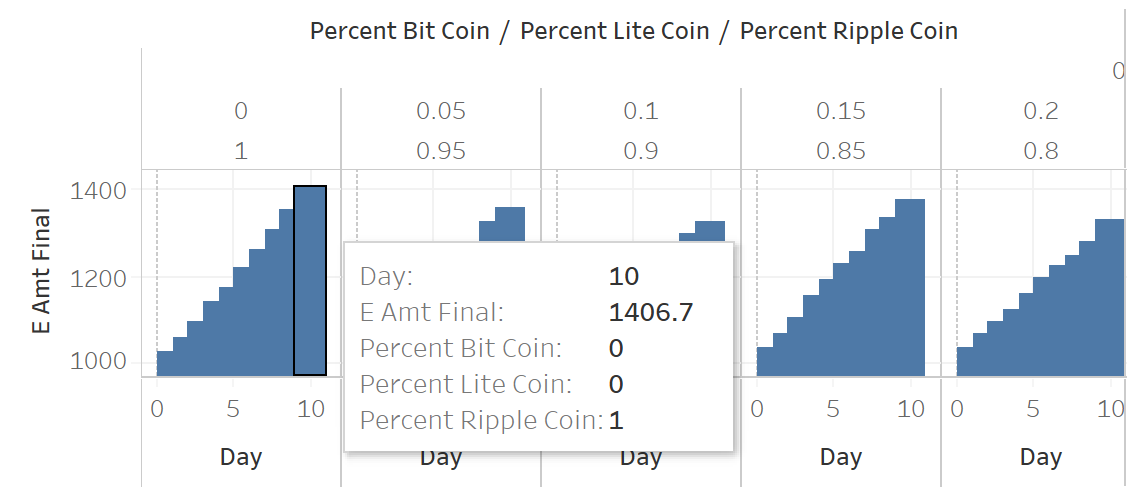 Percent Bit Coin / Percent Lite Coin / Percent Ripple Coin
0
0 0.05 0.1 0.15 0.2
1 0.95 0.9 0.85 0.8
E Amt Final
1400
1200
1000
Day: 10
E Amt Final: 1406.7
Percent Bit Coin: 0
Percent Lite Coin: 0
Percent Ripple Coin: 1
0 5 10 0 5 10 0 5 10
Day Day Day Day Day